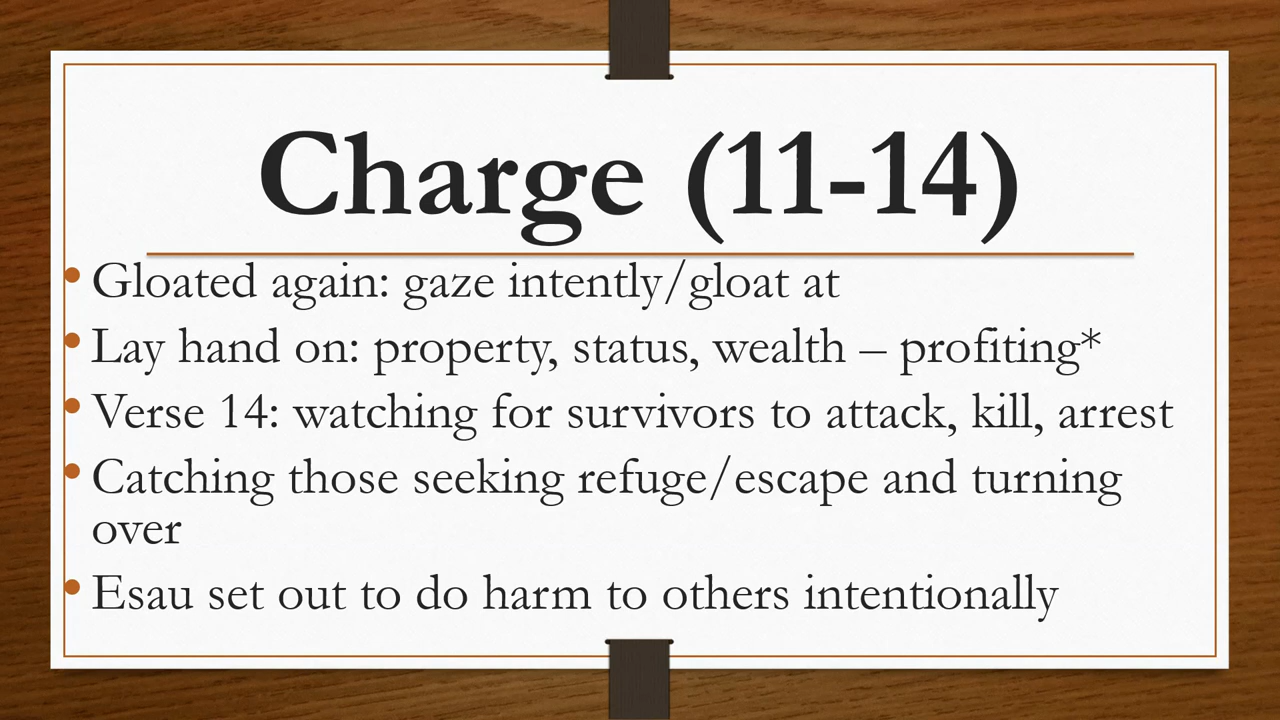 Charge (11-14)
• Gloated again: gaze intently/gloat at
• Lay hand on: property, status, wealth – profiting*
• Verse 14: watching for survivors to attack, kill, arrest
• Catching those seeking refuge/escape and turning
over
• Esau set out to do harm to others intentionally